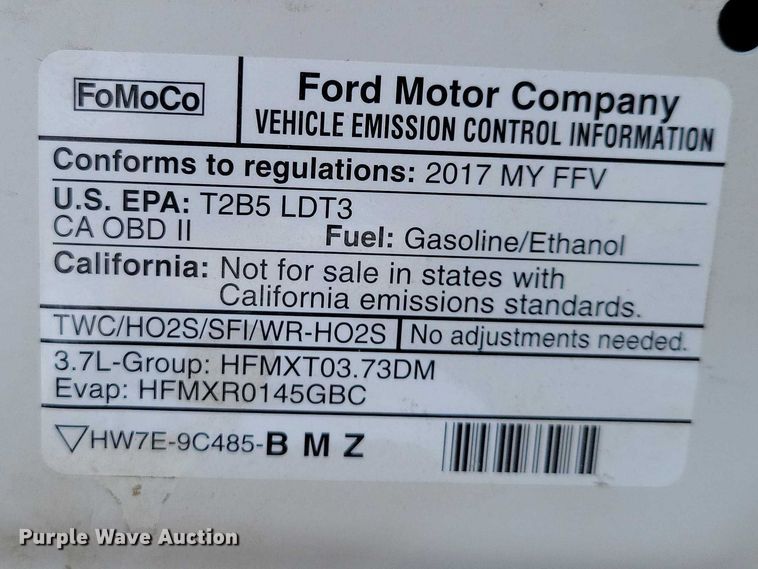 FoMoCo
Ford Motor Company
VEHICLE EMISSION CONTROL INFORMATION
Conforms to regulations: 2017 MY FFV
U.S. EPA: T2B5 LDT3
CA OBD II Fuel: Gasoline/Ethanol
California: Not for sale in states with
California emissions standards.
TWC/HO2S/SFI/WR-HO2S No adjustments needed.
3.7L-Group: HFMXT03.73DM
Evap: HFMXR0145GBC
HW7E-9C485-B M Z
Purple Wave Auction